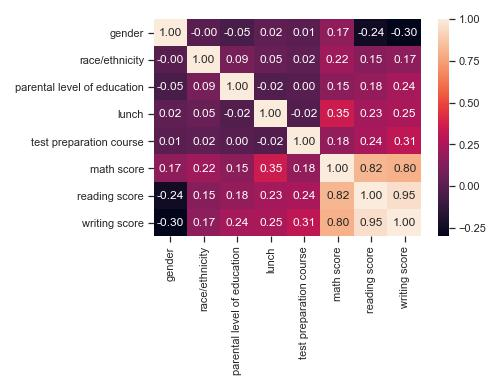 gender 1.00 -0.00 -0.05 0.02 0.01 0.17 -0.24 -0.30
race/ethnicity -0.00 1.00 0.09 0.05 0.02 0.22 0.15 0.17
parental level of education -0.05 0.09 1.00 -0.02 0.00 0.15 0.18 0.24
lunch 0.02 0.05 -0.02 1.00 -0.02 0.35 0.23 0.25
test preparation course 0.01 0.02 0.00 -0.02 1.00 0.18 0.24 0.31
math score 0.17 0.22 0.15 0.35 0.18 1.00 0.82 0.80
reading score -0.24 0.15 0.18 0.23 0.24 0.82 1.00 0.95
writing score -0.30 0.17 0.24 0.25 0.31 0.80 0.95 1.00
gender
race/ethnicity
parental level of education
lunch
test preparation course
math score
reading score
writing score
1.00
0.75
0.50
0.25
0.00
−0.25